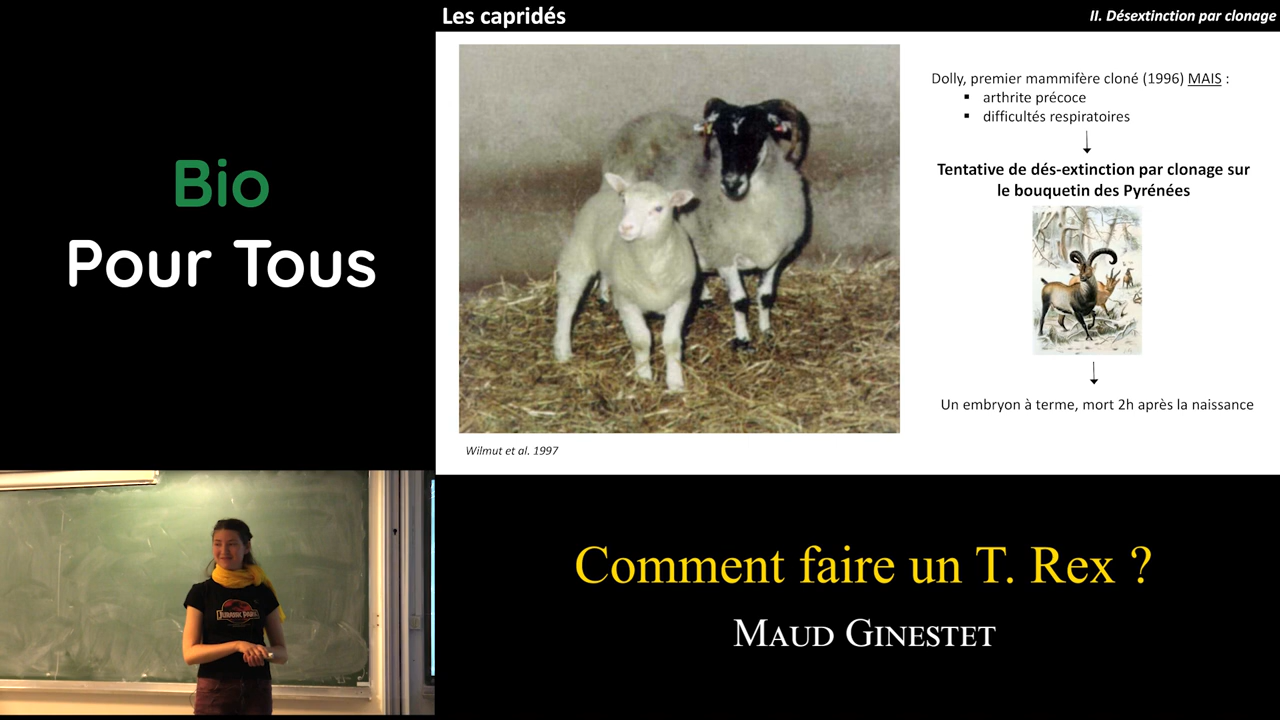 Les capridés
II. Désextinction par clonage
Bio
Pour Tous
Dolly, premier mammifère cloné (1996) MAIS :
▪ arthrite précoce
▪ difficultés respiratoires
Tentative de dés-extinction par clonage sur
le bouquetin des Pyrénées
Un embryon à terme, mort 2h après la naissance
Wilmut et al. 1997
JURASSIC PARK
Comment faire un T. Rex ?
MAUD GINESTET